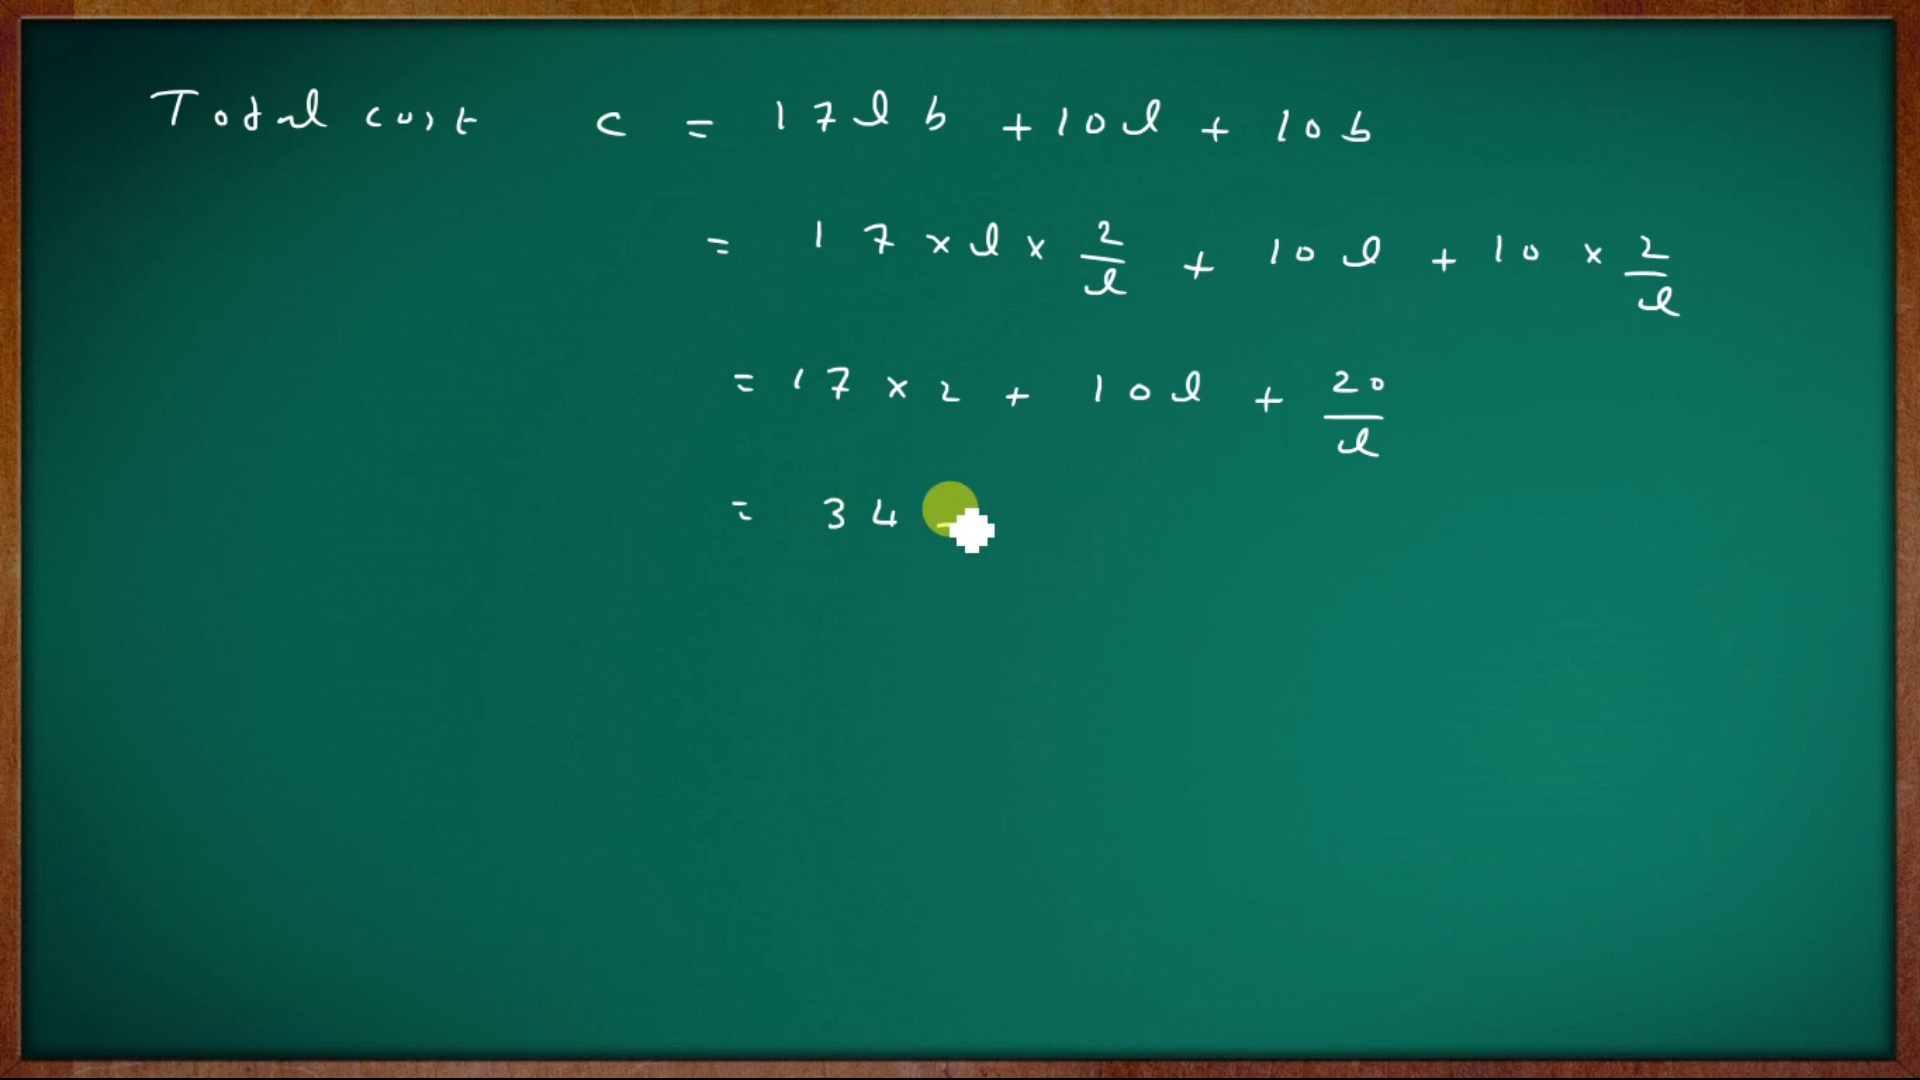 Total cost c = 17lb + 10l + 10b
= 17 × l × 2/l + 10l + 10 × 2/l
= 17 × 2 + 10l + 20/l
= 34